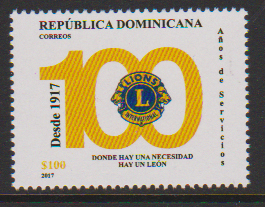 REPÚBLICA DOMINICANA
CORREOS
Desde 1917
100
LIONS
L
INTERNATIONAL
Años de Servicios
$100
DONDE HAY UNA NECESIDAD
HAY UN LEÓN
2017